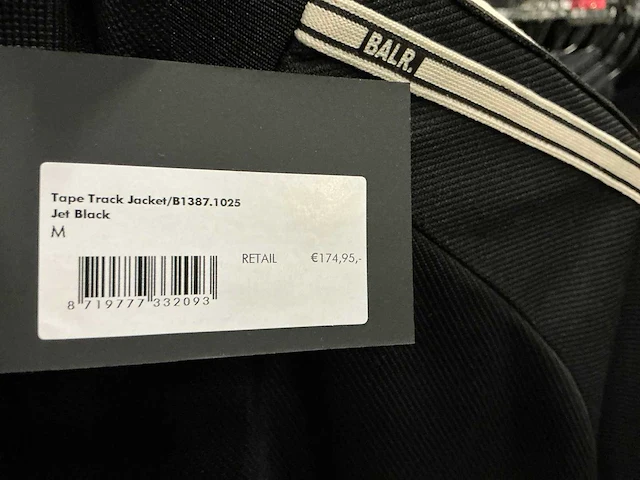 BALR.
Tape Track Jacket/B1387.1025
Jet Black
M
RETAIL €174,95,-
8 719777 332093